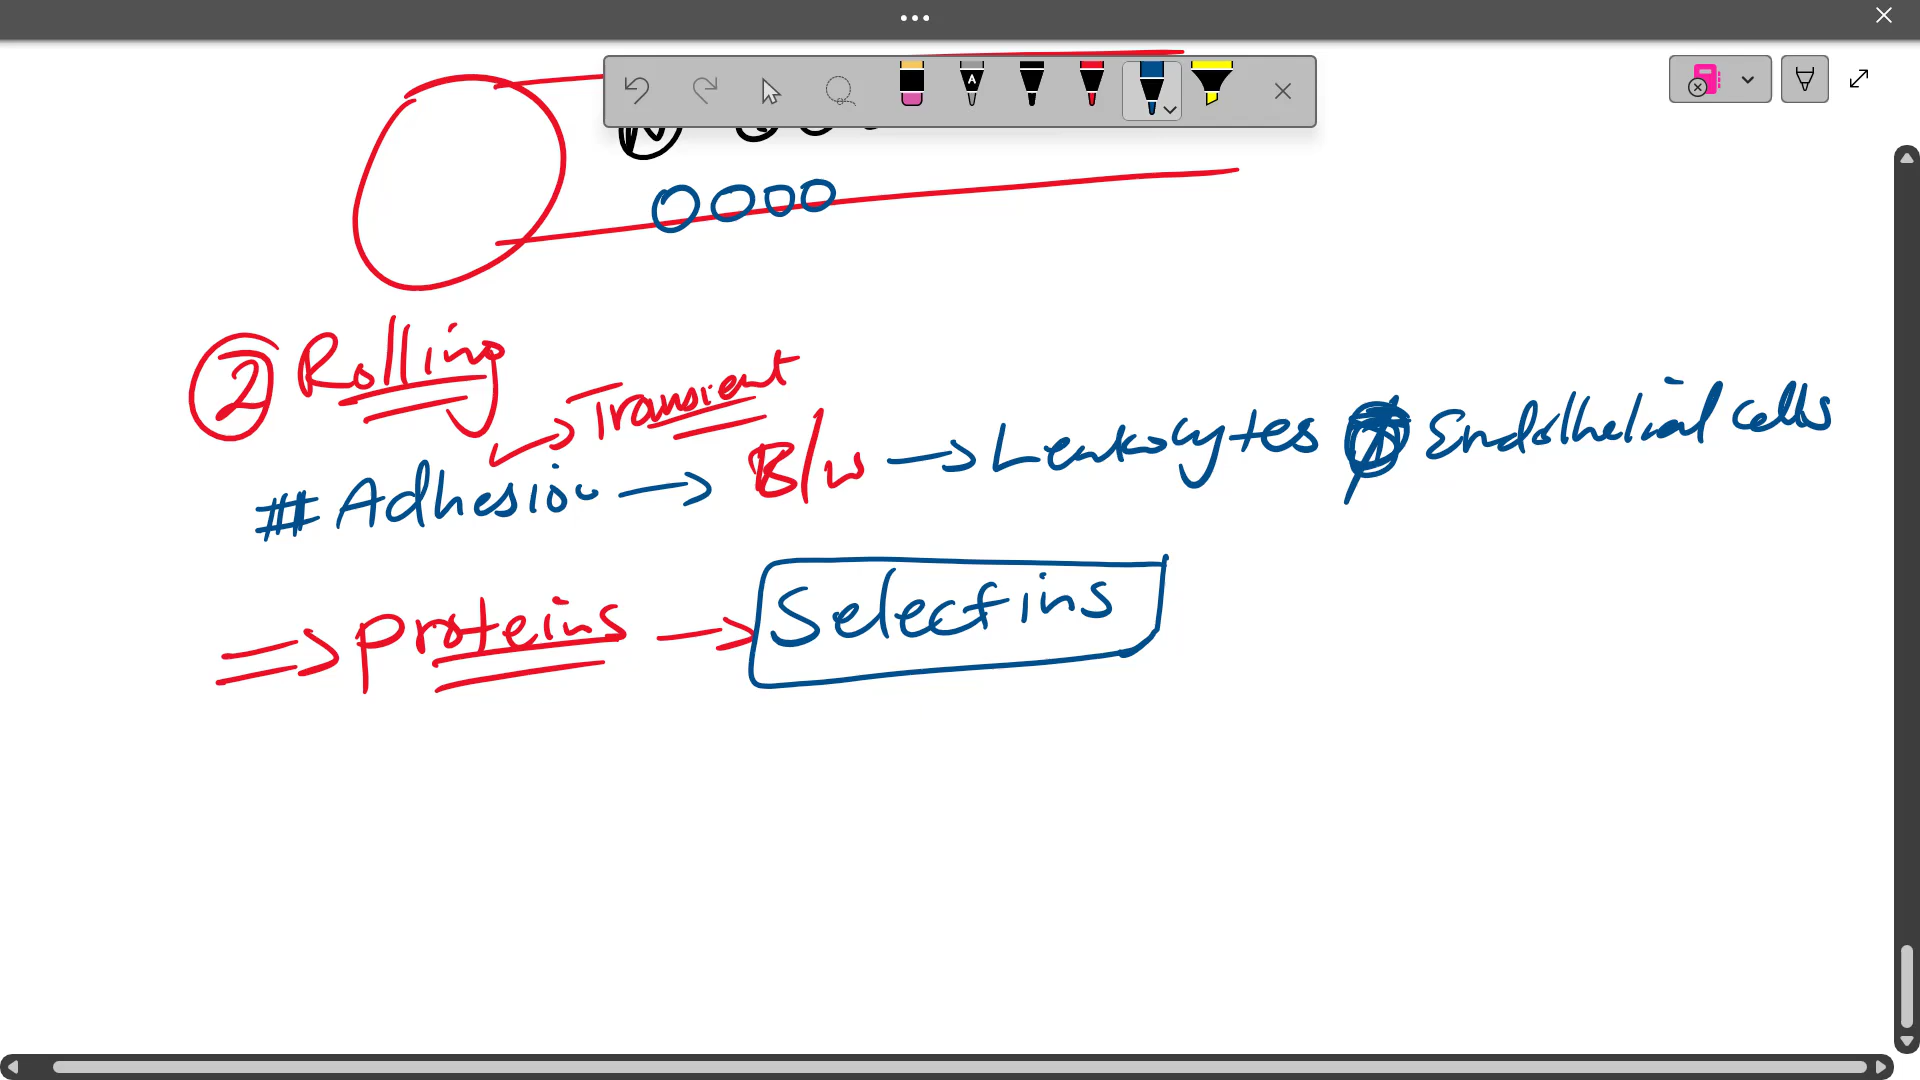 ② Rolling
→ Transient
# Adhesion → B/w → Leukocytes Endothelial cells
⇒ proteins → Selectins